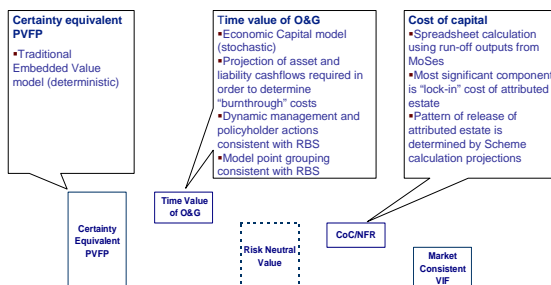 Certainty equivalent
PVFP
▪Traditional
Embedded Value
model (deterministic)
Time value of O&G
▪Economic Capital model
(stochastic)
▪Projection of asset and
liability cashflows required in
order to determine
“burnthrough” costs
▪Dynamic management and
policyholder actions
consistent with RBS
▪Model point grouping
consistent with RBS
Cost of capital
▪Spreadsheet calculation
using run-off outputs from
MoSes
▪Most significant component
is “lock-in” cost of attributed
estate
▪Pattern of release of
attributed estate is
determined by Scheme
calculation projections
Certainty
Equivalent
PVFP
Time Value
of O&G
Risk Neutral
Value
CoC/NFR
Market
Consistent
VIF